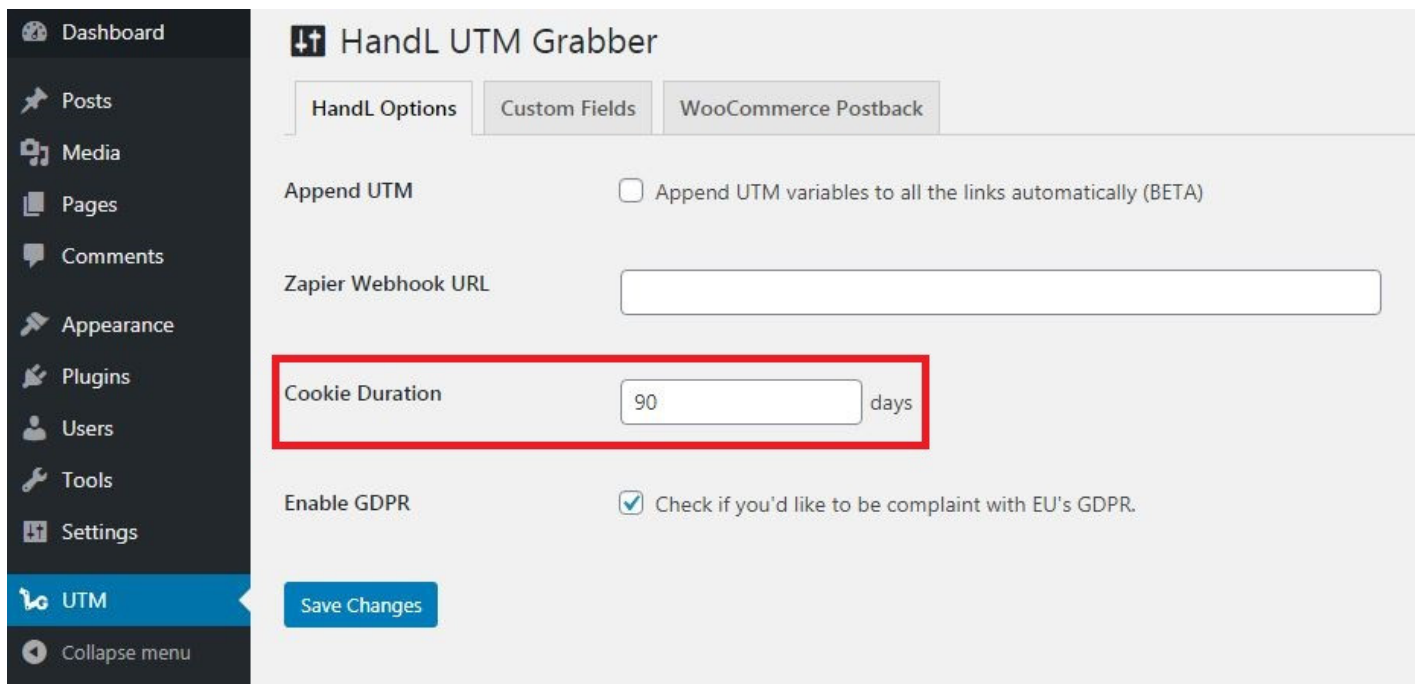 Dashboard
Posts
Media
Pages
Comments
Appearance
Plugins
Users
Tools
Settings
UTM
Collapse menu
HandL UTM Grabber
HandL Options
Custom Fields
WooCommerce Postback
Append UTM
Append UTM variables to all the links automatically (BETA)
Zapier Webhook URL
Cookie Duration
90
days
Enable GDPR
Check if you'd like to be complaint with EU's GDPR.
Save Changes